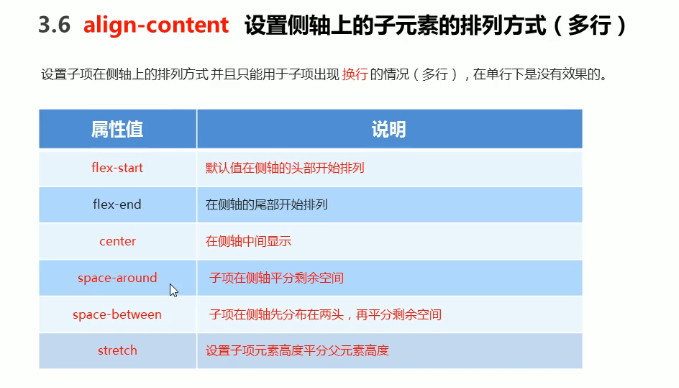 3.6 align-content 设置侧轴上的子元素的排列方式（多行）
设置子项在侧轴上的排列方式 并且只能用于子项出现 换行 的情况（多行），在单行下是没有效果的。
属性值 说明
flex-start 默认值在侧轴的头部开始排列
flex-end 在侧轴的尾部开始排列
center 在侧轴中间显示
space-around 子项在侧轴平分剩余空间
space-between 子项在侧轴先分布在两头，再平分剩余空间
stretch 设置子项元素高度平分父元素高度